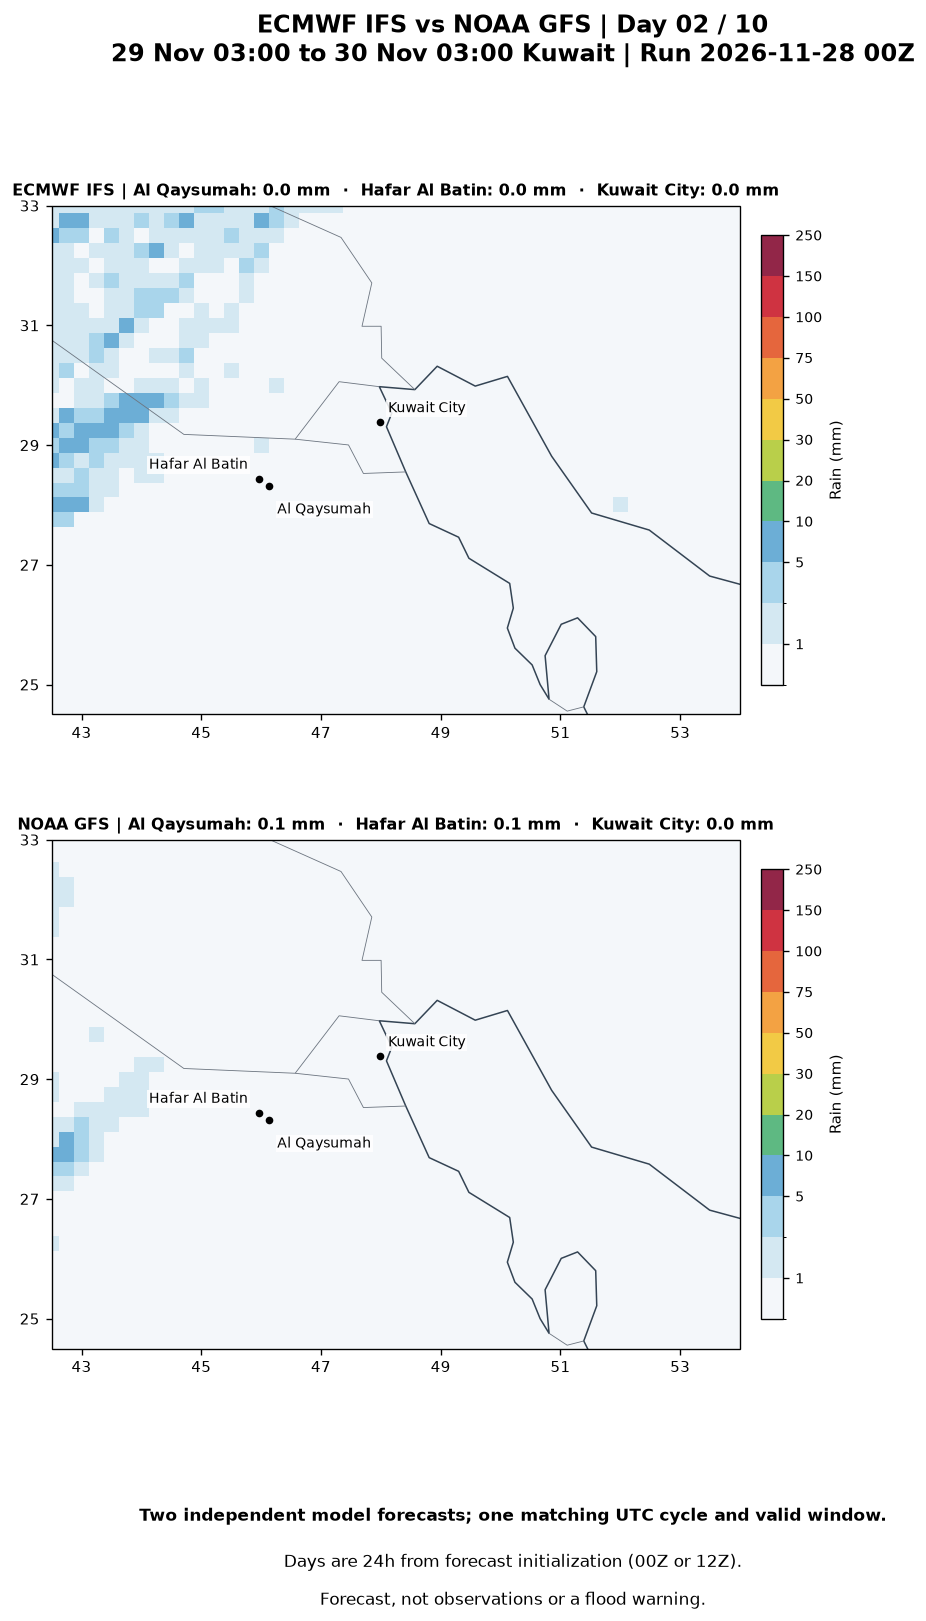 ECMWF IFS vs NOAA GFS | Day 02 / 10
29 Nov 03:00 to 30 Nov 03:00 Kuwait | Run 2026-11-28 00Z
ECMWF IFS | Al Qaysumah: 0.0 mm · Hafar Al Batin: 0.0 mm · Kuwait City: 0.0 mm
33
31
29
27
25
43 45 47 49 51 53
Kuwait City
Hafar Al Batin
Al Qaysumah
250
150
100
75
50
30
20
10
5
1
Rain (mm)
NOAA GFS | Al Qaysumah: 0.1 mm · Hafar Al Batin: 0.1 mm · Kuwait City: 0.0 mm
33
31
29
27
25
43 45 47 49 51 53
Kuwait City
Hafar Al Batin
Al Qaysumah
250
150
100
75
50
30
20
10
5
1
Rain (mm)
Two independent model forecasts; one matching UTC cycle and valid window.
Days are 24h from forecast initialization (00Z or 12Z).
Forecast, not observations or a flood warning.